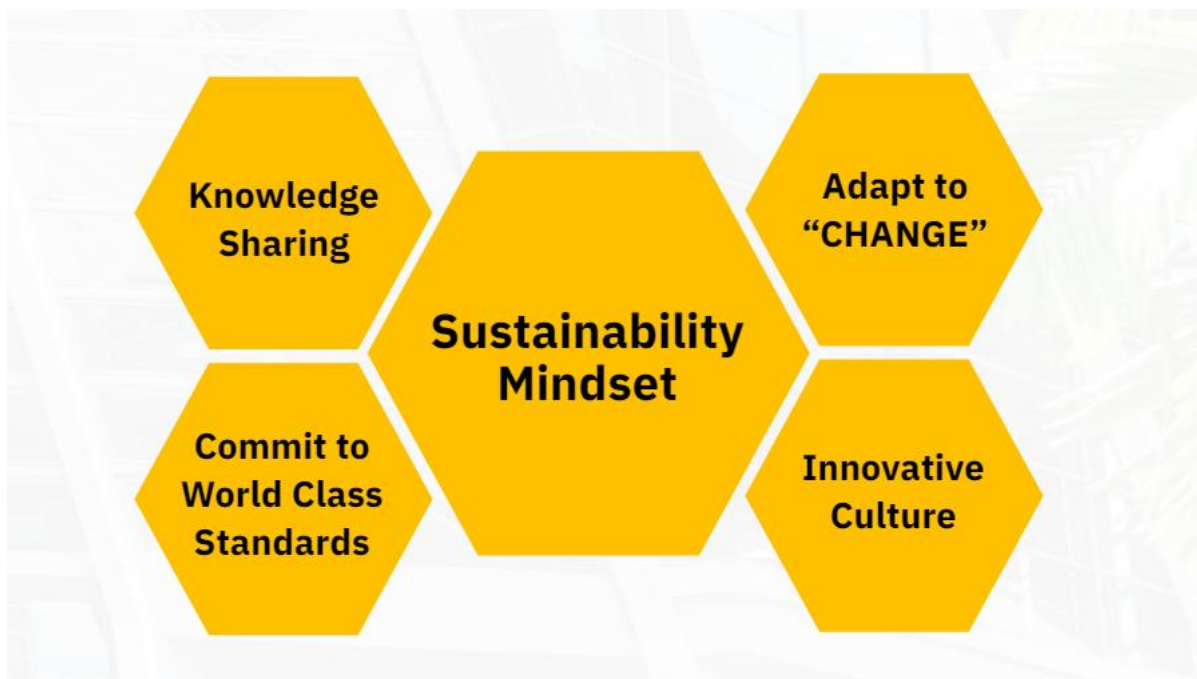 Knowledge
Sharing
Adapt to
“CHANGE”
Sustainability
Mindset
Commit to
World Class
Standards
Innovative
Culture